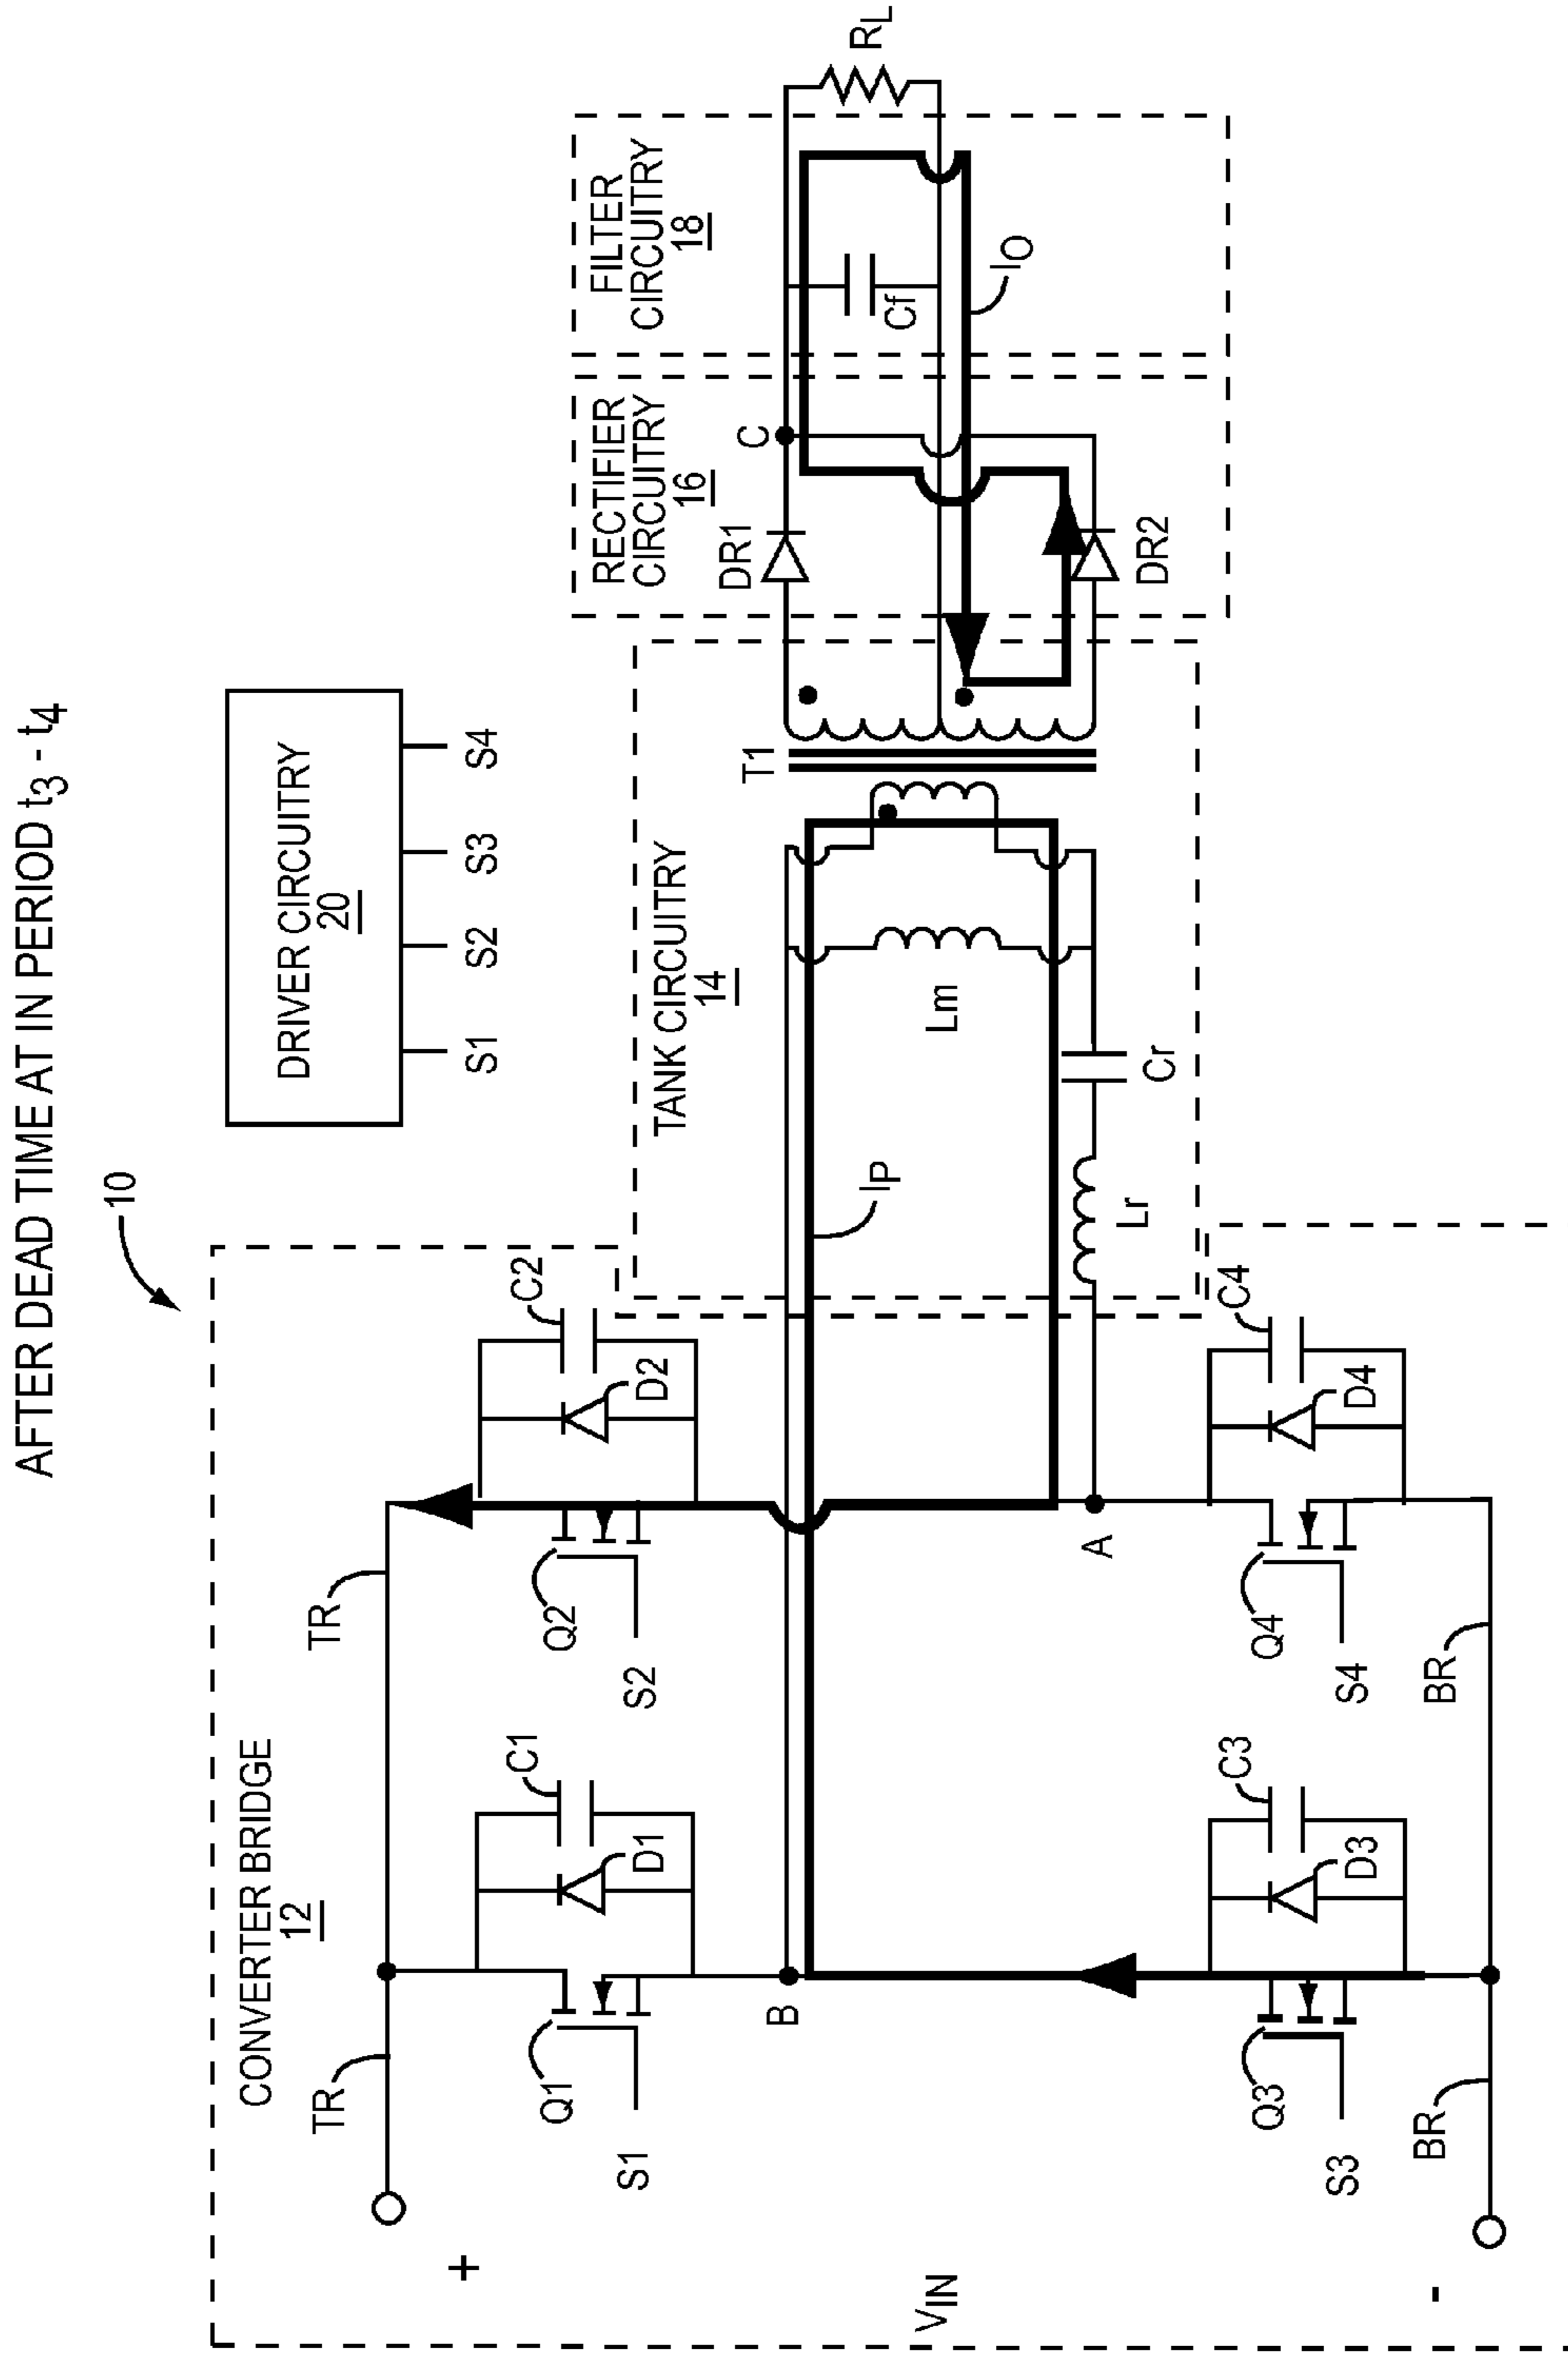 AFTER DEAD TIME AT IN PERIOD t3 - t4
10
DRIVER CIRCUITRY
20
S1
S2
S3
S4
CONVERTER BRIDGE
12
TR
TR
Q1
S1
C1
D1
Q2
S2
C2
D2
B
A
VIN
+
-
Q3
S3
C3
D3
Q4
S4
C4
D4
BR
BR
TANK CIRCUITRY
14
IP
Lm
Lr
Cr
T1
RECTIFIER
CIRCUITRY
16
DR1
C
DR2
FILTER
CIRCUITRY
18
Cf
IO
RL